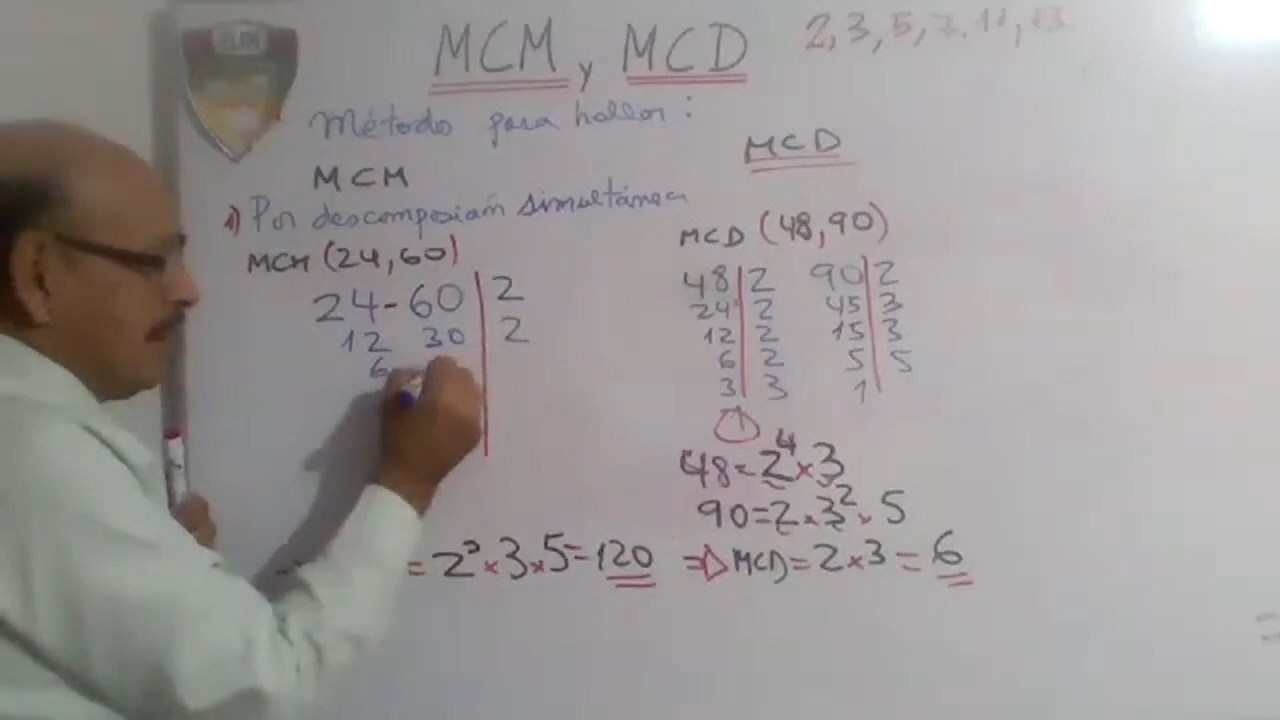 MCM y MCD
2, 3, 5, 7, 11, 13
Método para hallar:
MCM
1) Por descomposiam simultánea
MCM (24, 60)
24-60 | 2
12 30 | 2
6
= 2³ × 3 × 5 = 120
MCD
MCD (48, 90)
48 | 2 90 | 2
24 | 2 45 | 3
12 | 2 15 | 3
6 | 2 5 | 5
3 | 3 1
1
48 = 2⁴ × 3
90 = 2 × 3² × 5
⇒ MCD = 2 × 3 = 6